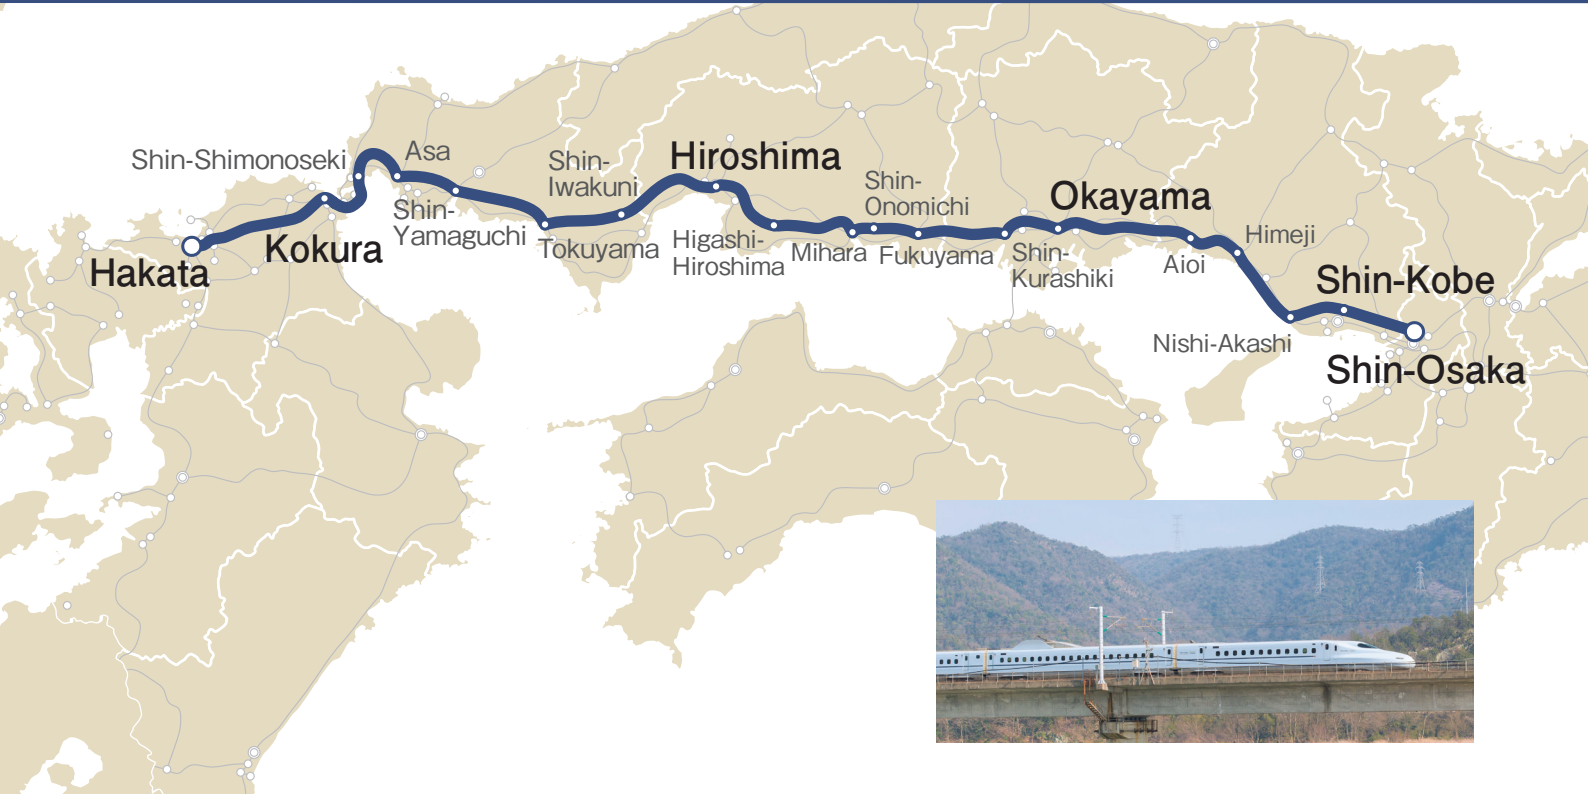 Shin-Shimonoseki
Asa
Shin-
Yamaguchi
Shin-
Iwakuni
Hiroshima
Shin-
Onomichi
Okayama
Himeji
Shin-Kobe
Hakata
Kokura
Tokuyama
Higashi-
Hiroshima
Mihara
Fukuyama
Shin-
Kurashiki
Aioi
Nishi-Akashi
Shin-Osaka